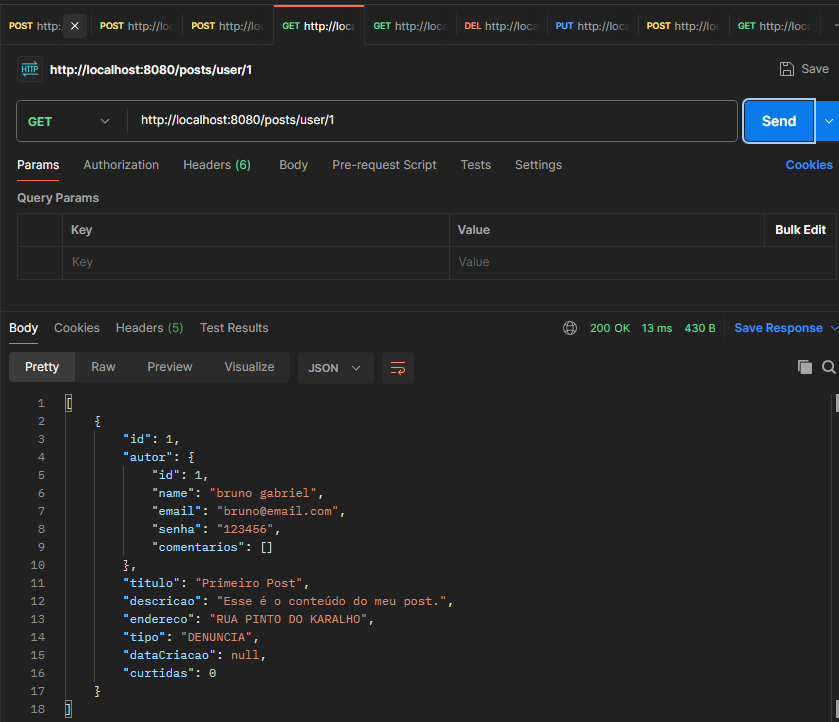 POST http:. ×
POST http://loc
POST http://loc
GET http://loca
GET http://loca
DEL http://loca
PUT http://loca
POST http://loc
GET http://loca
HTTP http://localhost:8080/posts/user/1
Save
GET http://localhost:8080/posts/user/1
Send
Params Authorization Headers (6) Body Pre-request Script Tests Settings Cookies
Query Params
Key Value Bulk Edit
Key Value
Body Cookies Headers (5) Test Results 200 OK 13 ms 430 B Save Response
Pretty Raw Preview Visualize JSON
1 [
2 {
3 "id": 1,
4 "autor": {
5 "id": 1,
6 "name": "bruno gabriel",
7 "email": "bruno@email.com",
8 "senha": "123456",
9 "comentarios": []
10 },
11 "titulo": "Primeiro Post",
12 "descricao": "Esse é o conteúdo do meu post.",
13 "endereco": "RUA PINTO DO KARALHO",
14 "tipo": "DENUNCIA",
15 "dataCriacao": null,
16 "curtidas": 0
17 }
18 ]